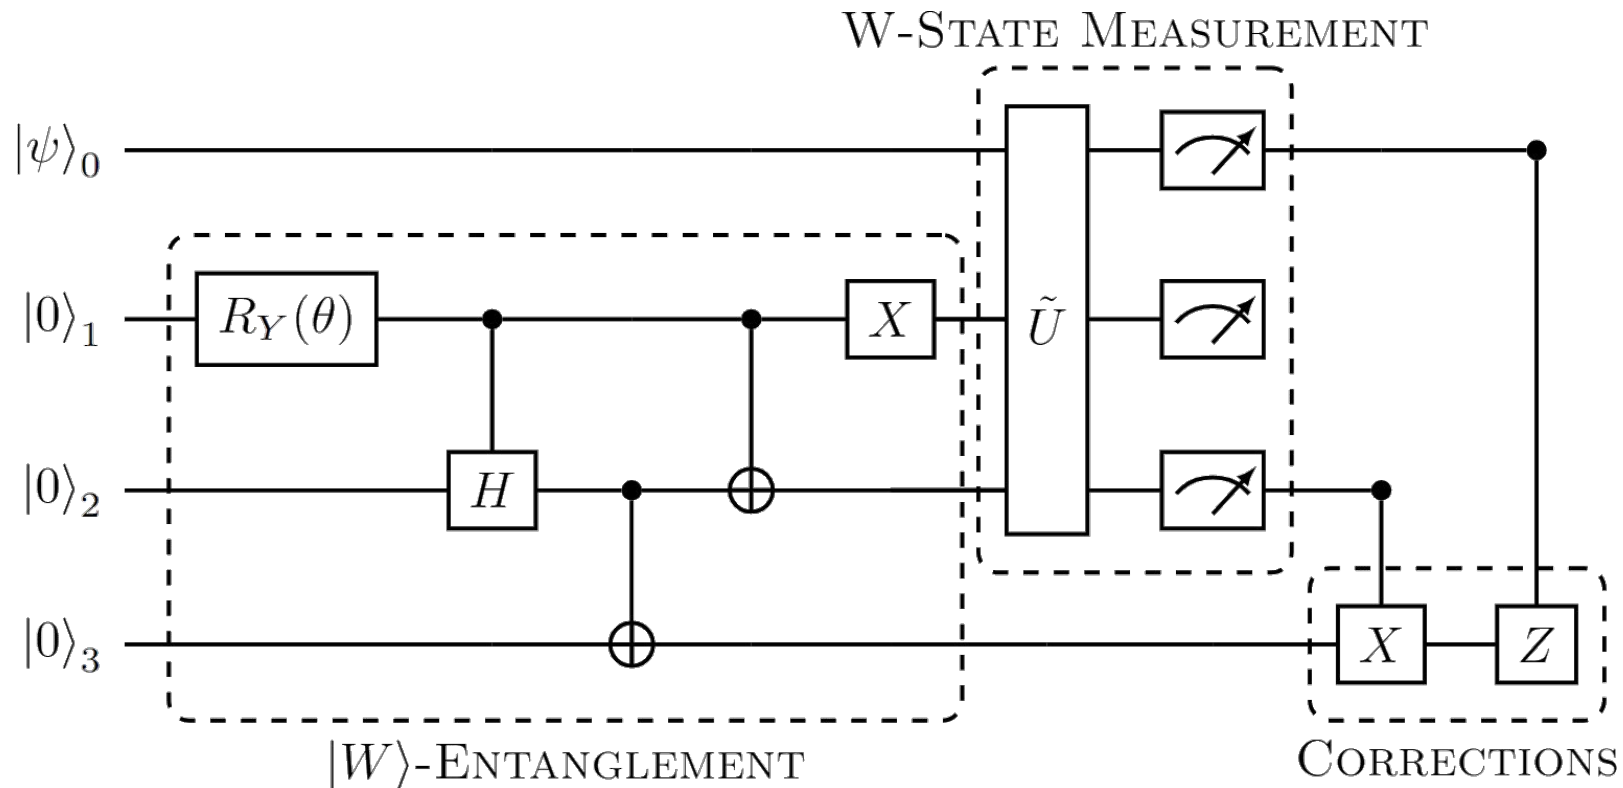 W-State Measurement
|ψ⟩₀
|0⟩₁
R_Y(θ)
X
Ũ
|0⟩₂
H
|0⟩₃
X
Z
|W⟩-Entanglement
Corrections